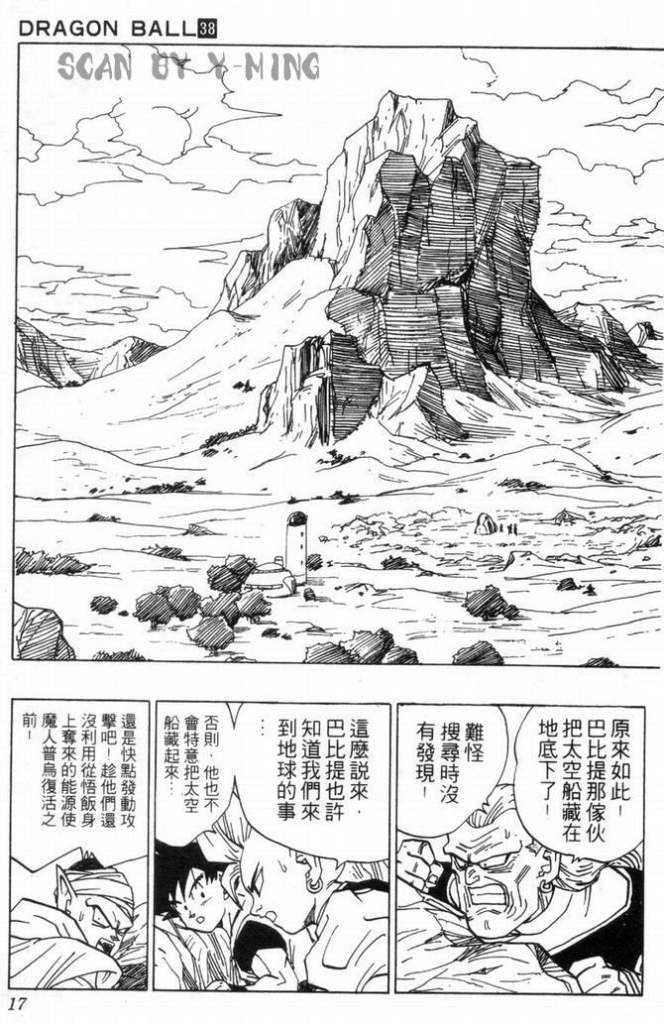 DRAGON BALL 38
SCAN BY Y-MING
原來如此！
巴比提那傢伙
把太空船藏在
地底下了！
難怪
搜尋時沒
有發現！
這麼說來，
巴比提也許
知道我們來
到地球的事
…
否則，他也不
會特意把太空
船藏起來…
還是快點發動攻
擊吧！趁他們還
沒利用從悟飯身
上奪來的能源使
魔人普烏復活之
前！
17